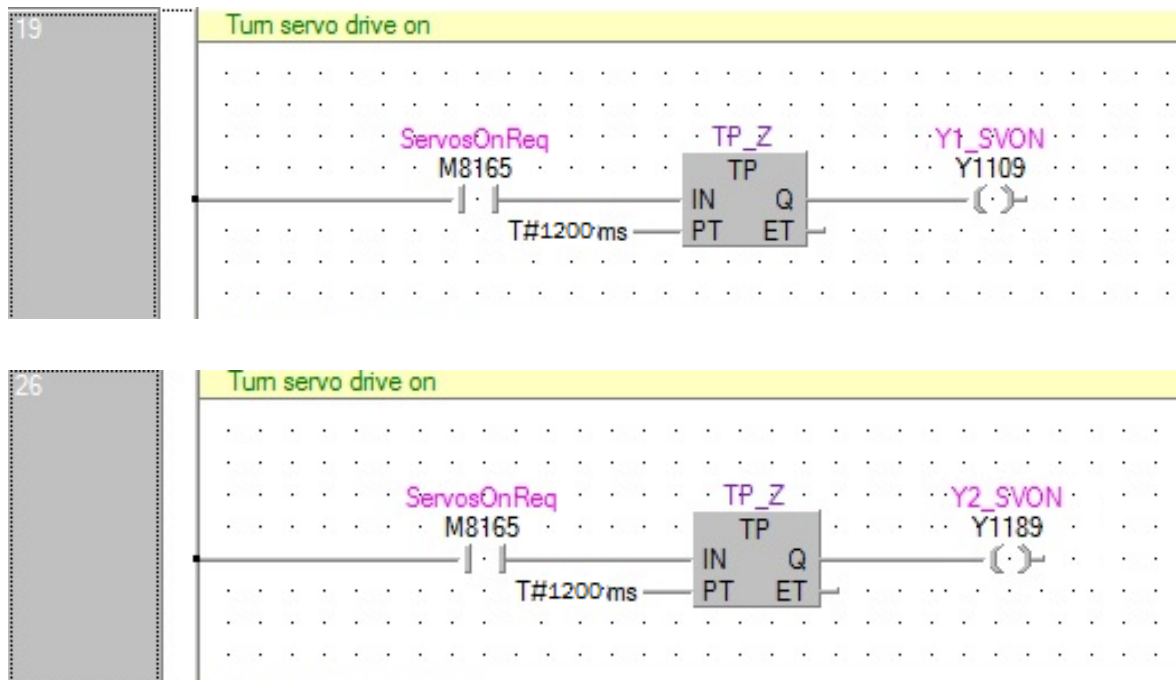 19
Turn servo drive on
ServosOnReq
TP_Z
Y1_SVON
M8165
TP
Y1109
IN Q
T#1200ms
PT ET
26
Turn servo drive on
ServosOnReq
TP_Z
Y2_SVON
M8165
TP
Y1189
IN Q
T#1200ms
PT ET